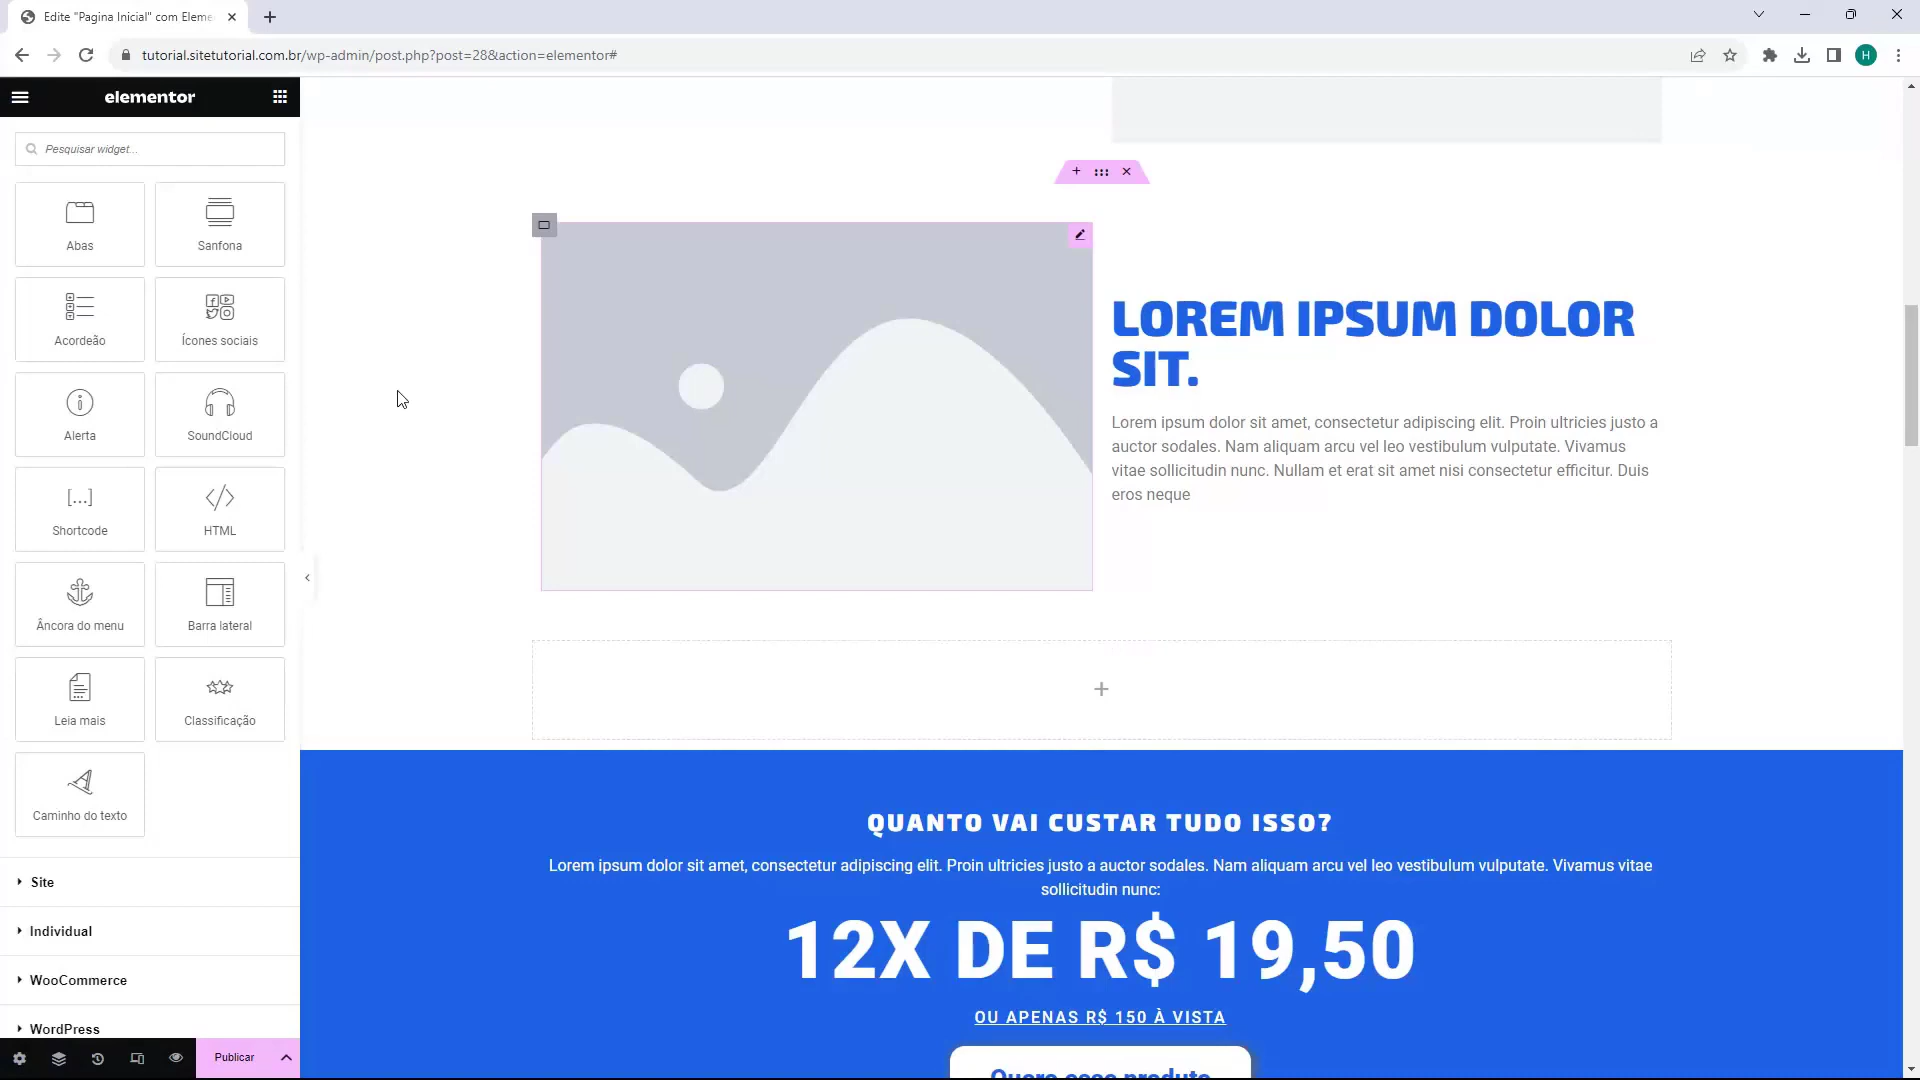 Edite "Pagina Inicial" com Eleme
tutorial.sitetutorial.com.br/wp-admin/post.php?post=28&action=elementor#
H
elementor
Pesquisar widget...
Abas
Sanfona
Acordeão
Ícones sociais
Alerta
SoundCloud
Shortcode
HTML
Âncora do menu
Barra lateral
Leia mais
Classificação
Caminho do texto
Site
Individual
WooCommerce
WordPress
Publicar
LOREM IPSUM DOLOR
SIT.
Lorem ipsum dolor sit amet, consectetur adipiscing elit. Proin ultricies justo a
auctor sodales. Nam aliquam arcu vel leo vestibulum vulputate. Vivamus
vitae sollicitudin nunc. Nullam et erat sit amet nisi consectetur efficitur. Duis
eros neque
QUANTO VAI CUSTAR TUDO ISSO?
Lorem ipsum dolor sit amet, consectetur adipiscing elit. Proin ultricies justo a auctor sodales. Nam aliquam arcu vel leo vestibulum vulputate. Vivamus vitae
sollicitudin nunc:
12X DE R$ 19,50
OU APENAS R$ 150 À VISTA
Quero esse produto